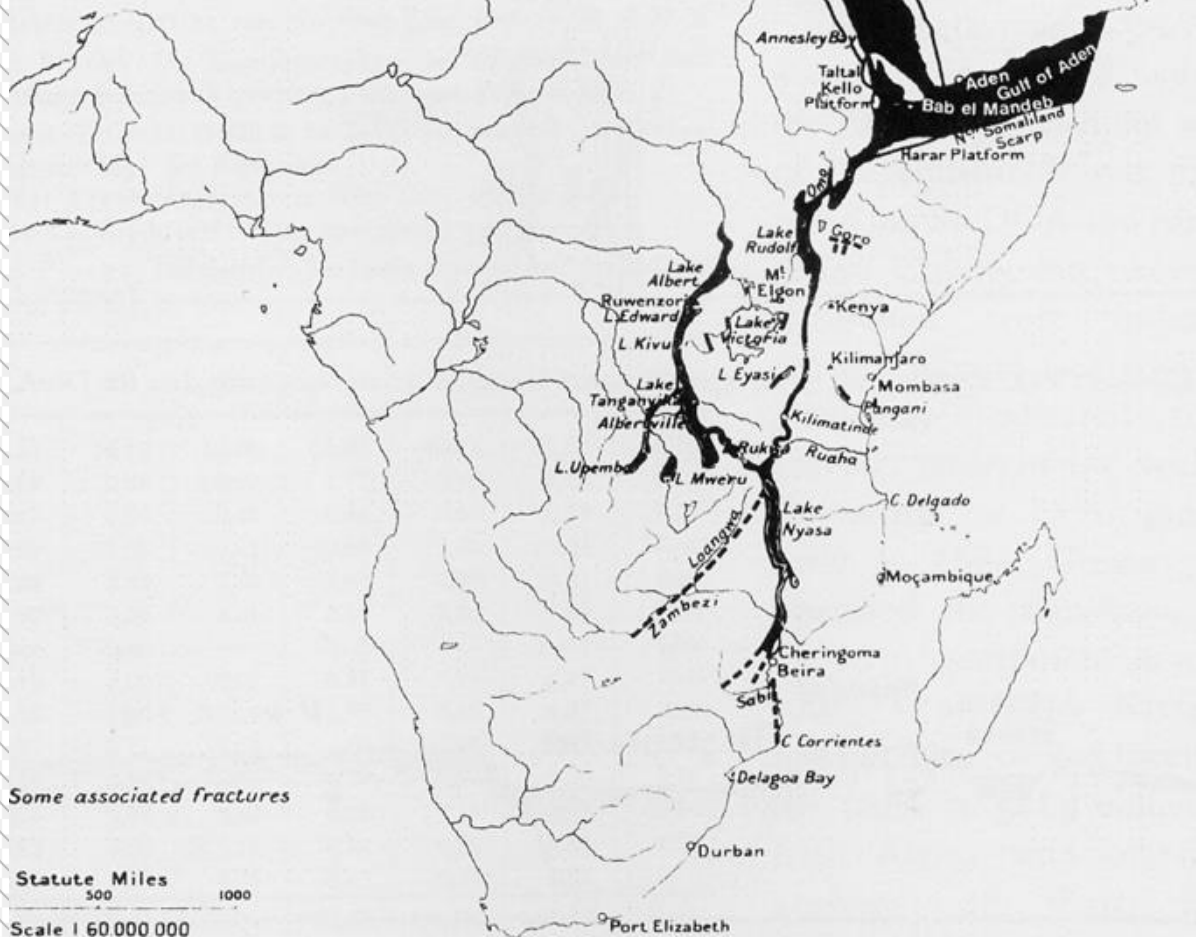 Annesley Bay
Taltal
Kello
Platform
Aden
Gulf of Aden
Bab el Mandeb
Somaliland
Scarp
Harar Platform
Omo
Lake
Rudolf
Goro
Lake
Albert
Mt
Elgon
Ruwenzori
L. Edward
Kenya
Lake
Victoria
L Kivu
Kilimanjaro
L Eyasi
Mombasa
Lake
Tanganyika
Pangani
Albertville
Kilimatinde
Rukwa
Ruaha
L. Upemba
L Mweru
C. Delgado
Lake
Nyasa
Loangwa
Moçambique
Zambezi
Cheringoma
Beira
Sabi
C Corrientes
Delagoa Bay
Some associated fractures
Durban
Statute Miles
500 1000
Port Elizabeth
Scale 1 60.000 000